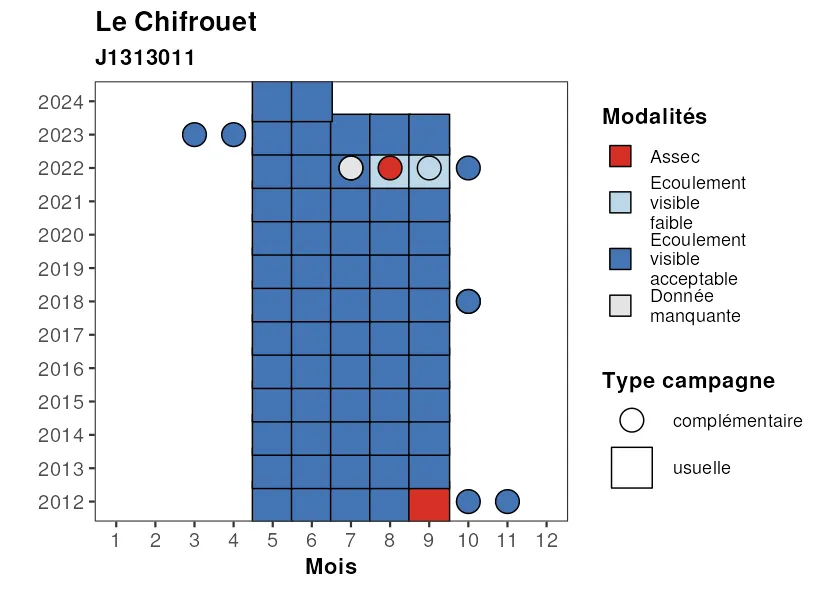 Le Chifrouet
J1313011
2024
2023
2022
2021
2020
2019
2018
2017
2016
2015
2014
2013
2012
1 2 3 4 5 6 7 8 9 10 11 12
Mois
Modalités
Assec
Ecoulement
visible
faible
Ecoulement
visible
acceptable
Donnée
manquante
Type campagne
complémentaire
usuelle